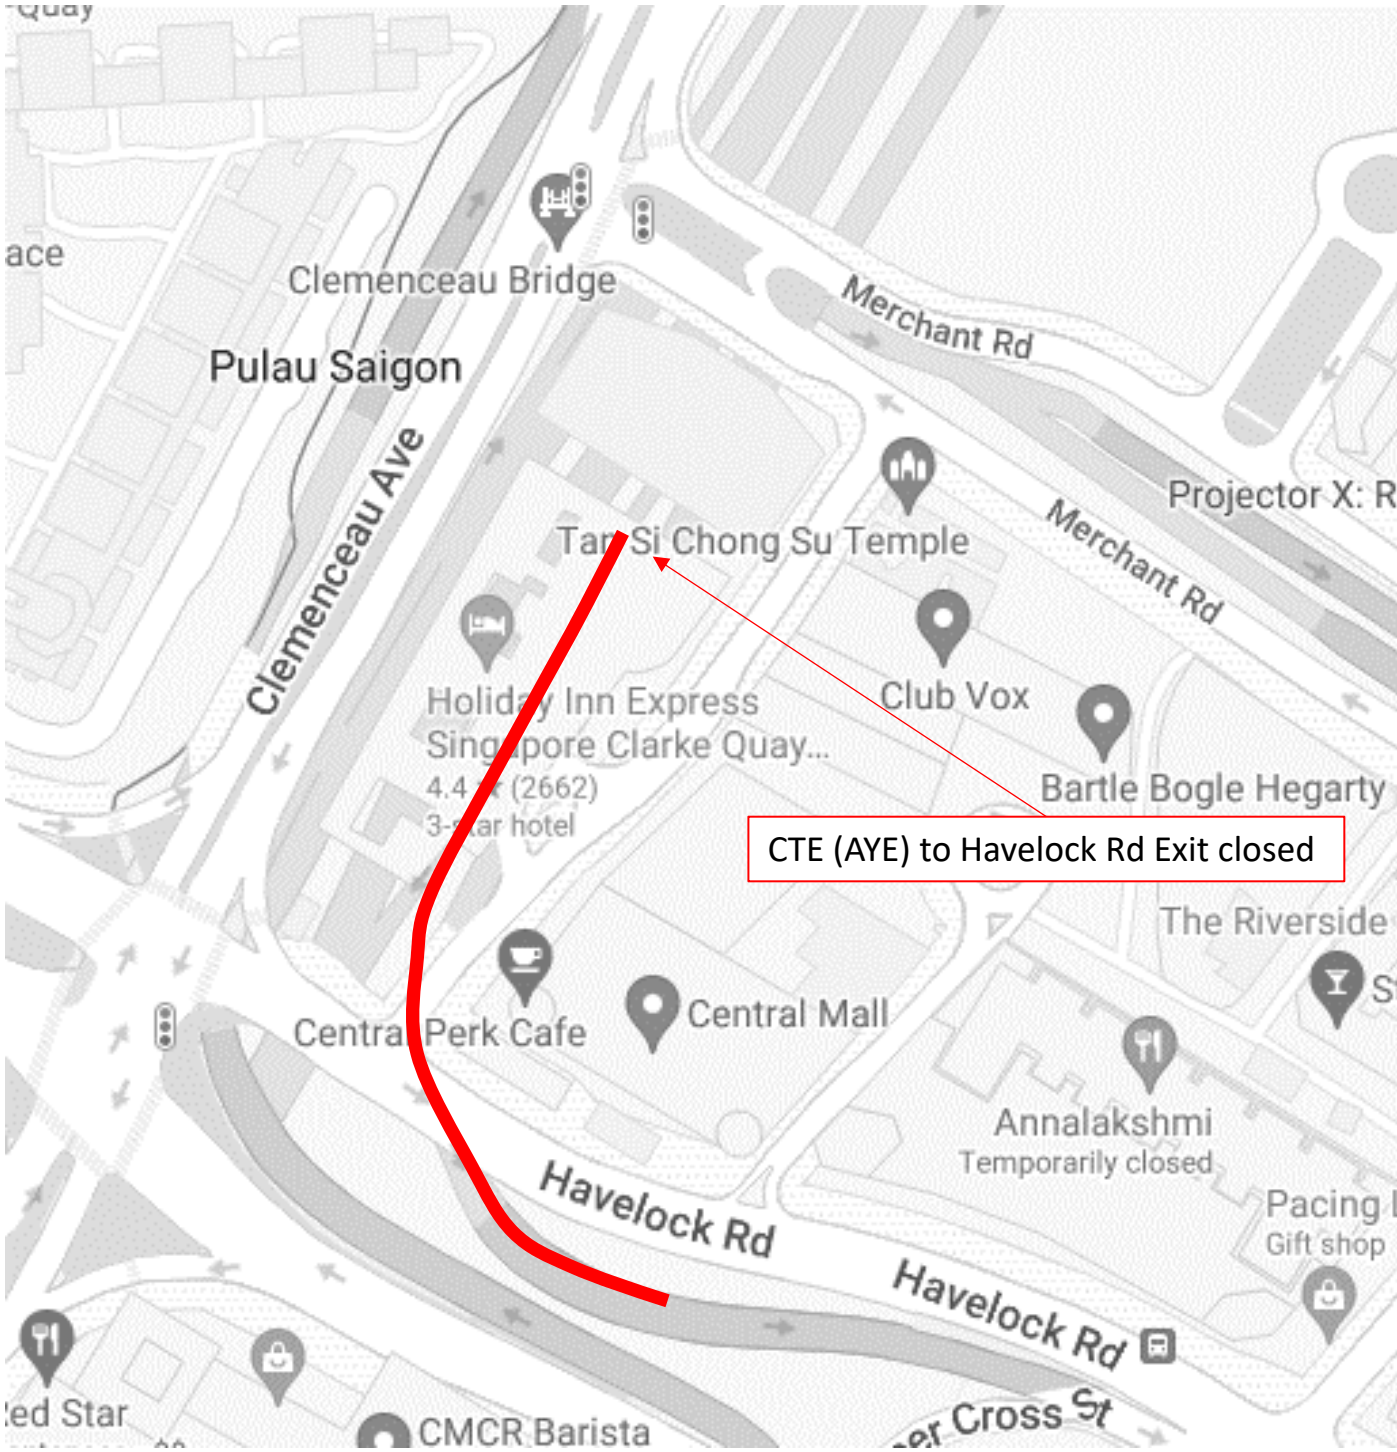 Quay
ace
Clemenceau Bridge
Merchant Rd
Pulau Saigon
Clemenceau Ave
Projector X: R
Merchant Rd
Tan Si Chong Su Temple
Club Vox
Holiday Inn Express
Singapore Clarke Quay...
4.4 ★ (2662)
3-star hotel
Bartle Bogle Hegarty
CTE (AYE) to Havelock Rd Exit closed
The Riverside
Central Perk Cafe
Central Mall
Annalakshmi
Temporarily closed
Havelock Rd
Pacing
Gift shop
Havelock Rd
Red Star
CMCR Barista
er Cross St